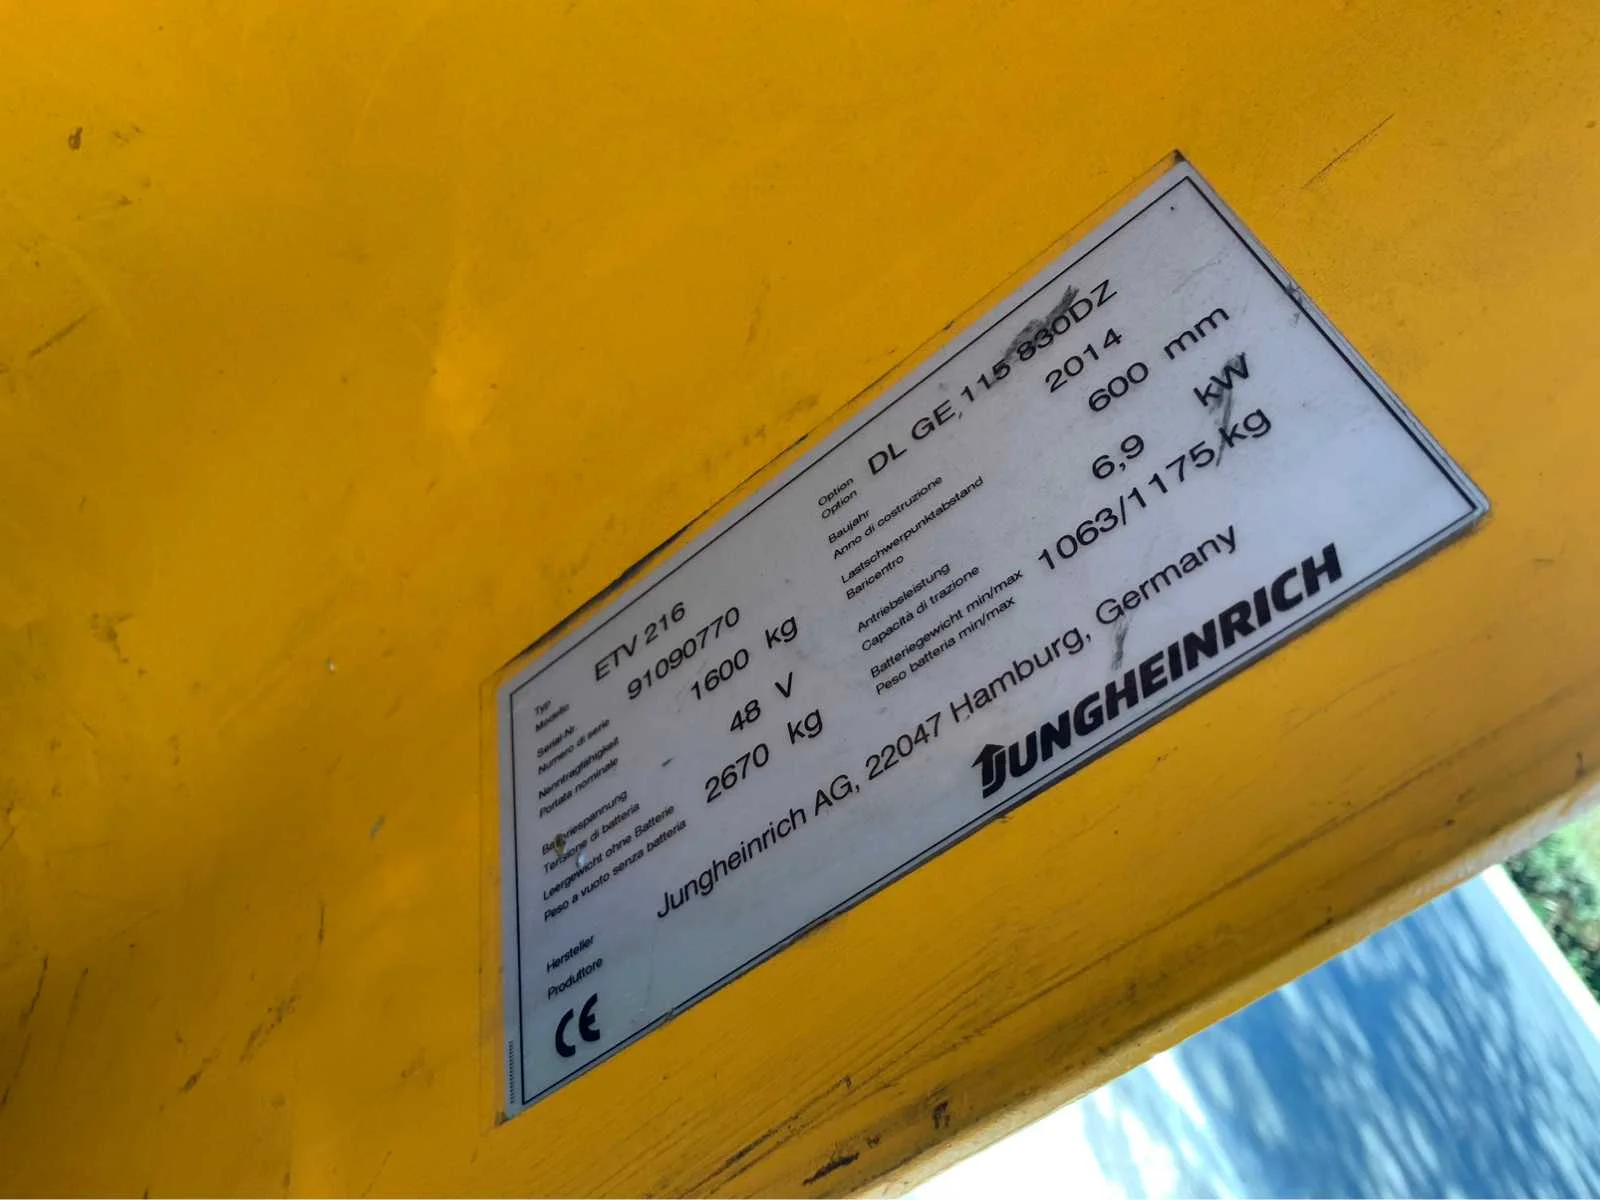 Typ ETV 216
Modello
Serial-Nr. 91090770
Numero di serie
Nenntragfähigkeit 1600 kg
Portata nominale
Batteriespannung 48 V
Tensione di batteria
Leergewicht ohne Batterie 2670 kg
Peso a vuoto senza batteria
Option DL GE 115 830DZ
Option
Baujahr 2014
Anno di costruzione
Lastschwerpunktabstand 600 mm
Baricentro
Antriebsleistung 6,9 kW
Capacità di trazione
Batteriegewicht min/max 1063/1175 kg
Peso batteria min/max
Hersteller Jungheinrich AG, 22047 Hamburg, Germany
Produttore
CE JUNGHEINRICH